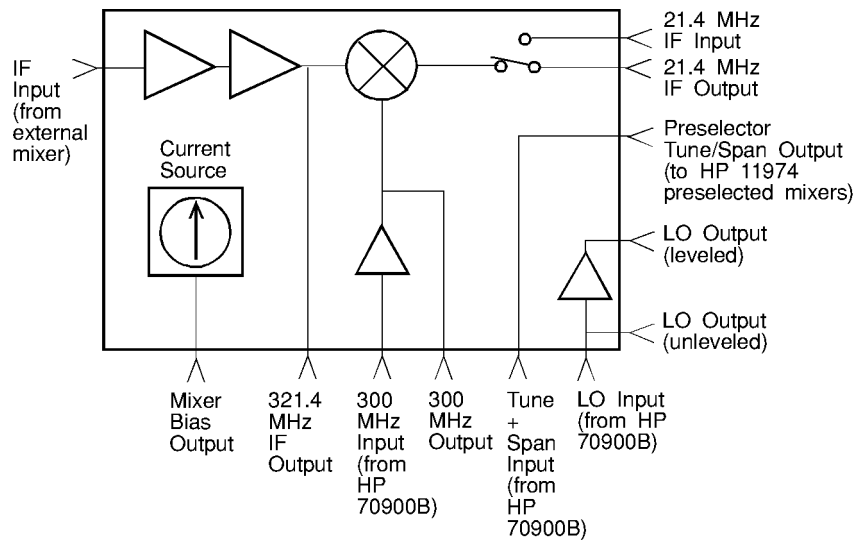 IF
Input
(from
external
mixer)
Current
Source
21.4 MHz
IF Input
21.4 MHz
IF Output
Preselector
Tune/Span Output
(to HP 11974
preselected mixers)
LO Output
(leveled)
LO Output
(unleveled)
Mixer
Bias
Output
321.4
MHz
IF
Output
300
MHz
Input
(from
HP
70900B)
300
MHz
Output
Tune
+
Span
Input
(from
HP
70900B)
LO Input
(from HP
70900B)